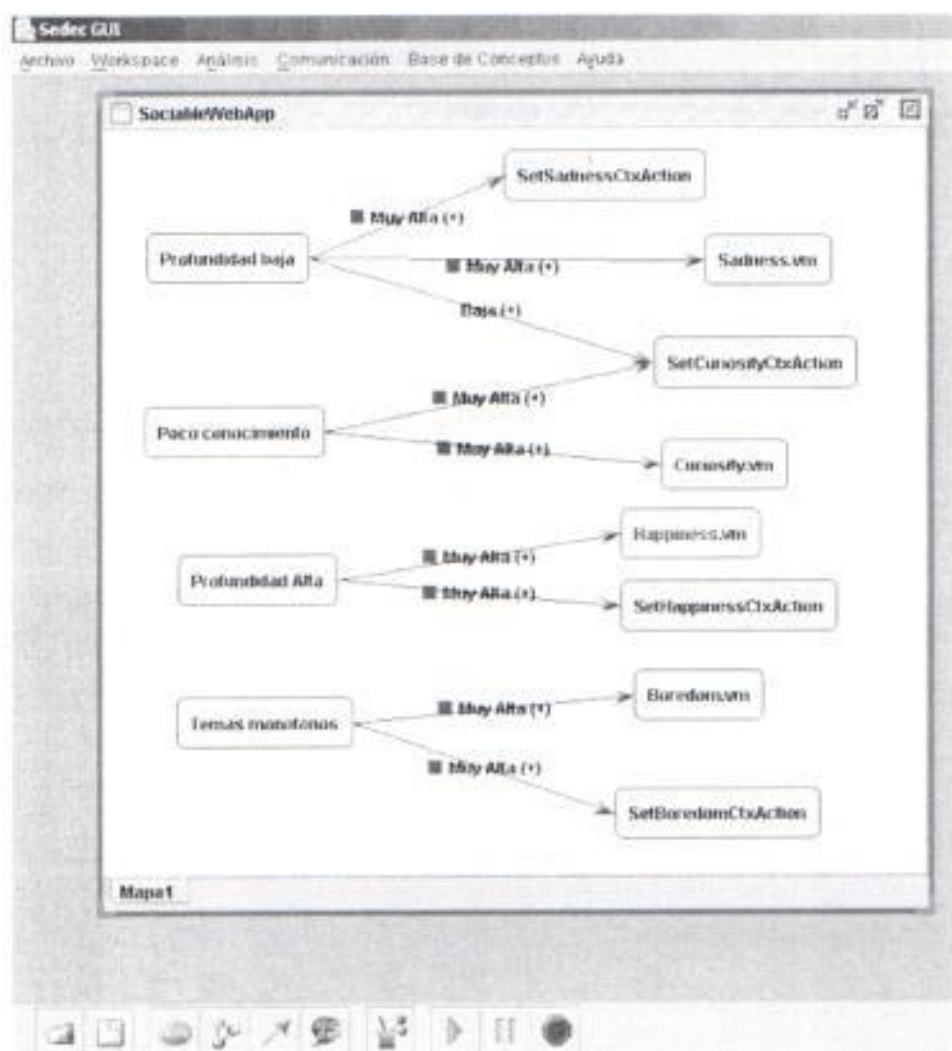 Sedec GUI
Archivo Workspace Análisis Comunicación Base de Conceptos Ayuda
SociableWebApp
SetSadnessCtxAction
Muy Alta (+)
Profundidad baja
Muy Alta (+)
Sadness.vm
Baja (+)
SetCuriosityCtxAction
Muy Alta (+)
Poco conocimiento
Muy Alta (+)
Curiosity.vm
Happiness.vm
Muy Alta (+)
Profundidad Alta
Muy Alta (+)
SetHappinessCtxAction
Boredom.vm
Muy Alta (+)
Temas monotonos
Muy Alta (+)
SetBoredomCtxAction
Mapa1